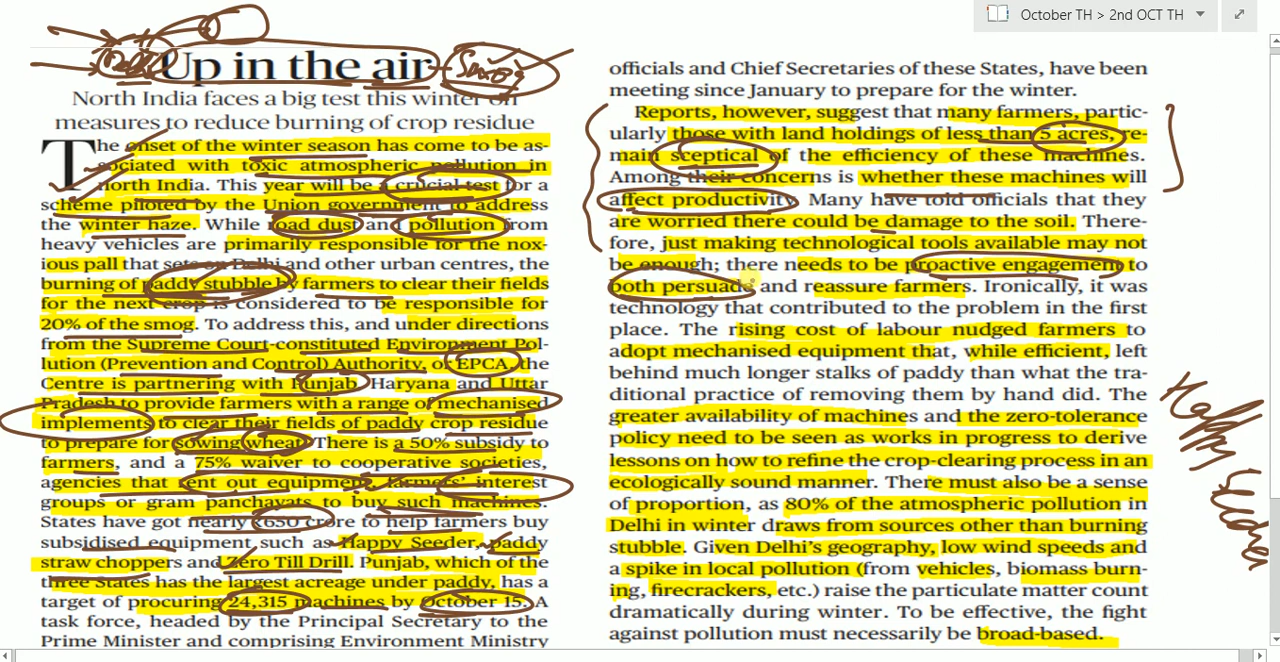 October TH > 2nd OCT TH
Up in the air
Smog
North India faces a big test this winter on
measures to reduce burning of crop residue
The onset of the winter season has come to be as-
sociated with toxic atmospheric pollution in
north India. This year will be a crucial test for a
scheme piloted by the Union government to address
the winter haze. While road dust and pollution from
heavy vehicles are primarily responsible for the nox-
ious pall that sets on Delhi and other urban centres, the
burning of paddy stubble by farmers to clear their fields
for the next crop is considered to be responsible for
20% of the smog. To address this, and under directions
from the Supreme Court-constituted Environment Pol-
lution (Prevention and Control) Authority, or EPCA, the
Centre is partnering with Punjab, Haryana and Uttar
Pradesh to provide farmers with a range of mechanised
implements to clear their fields of paddy crop residue
to prepare for sowing wheat. There is a 50% subsidy to
farmers, and a 75% waiver to cooperative societies,
agencies that rent out equipment, farmers' interest
groups or gram panchayats to buy such machines.
States have got nearly ₹650 crore to help farmers buy
subsidised equipment such as Happy Seeder, paddy
straw choppers and Zero Till Drill. Punjab, which of the
three States has the largest acreage under paddy, has a
target of procuring 24,315 machines by October 15. A
task force, headed by the Principal Secretary to the
Prime Minister and comprising Environment Ministry
officials and Chief Secretaries of these States, have been
meeting since January to prepare for the winter.
Reports, however, suggest that many farmers, partic-
ularly those with land holdings of less than 5 acres, re-
main sceptical of the efficiency of these machines.
Among their concerns is whether these machines will
affect productivity. Many have told officials that they
are worried there could be damage to the soil. There-
fore, just making technological tools available may not
be enough; there needs to be proactive engagement to
both persuade and reassure farmers. Ironically, it was
technology that contributed to the problem in the first
place. The rising cost of labour nudged farmers to
adopt mechanised equipment that, while efficient, left
behind much longer stalks of paddy than what the tra-
ditional practice of removing them by hand did. The
greater availability of machines and the zero-tolerance
policy need to be seen as works in progress to derive
lessons on how to refine the crop-clearing process in an
ecologically sound manner. There must also be a sense
of proportion, as 80% of the atmospheric pollution in
Delhi in winter draws from sources other than burning
stubble. Given Delhi's geography, low wind speeds and
a spike in local pollution (from vehicles, biomass burn-
ing, firecrackers, etc.) raise the particulate matter count
dramatically during winter. To be effective, the fight
against pollution must necessarily be broad-based.
Happy